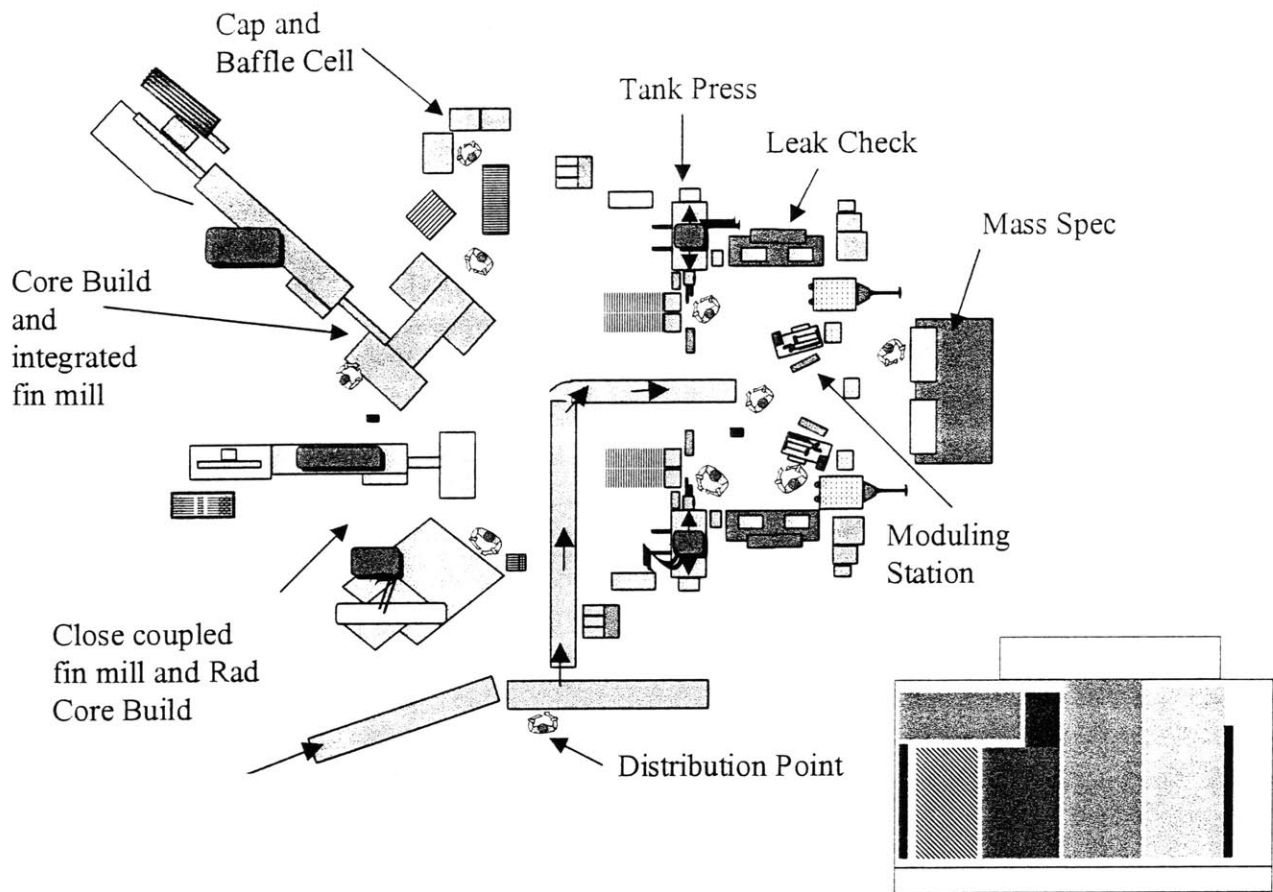 Cap and
Baffle Cell
Tank Press
Leak Check
Mass Spec
Core Build
and
integrated
fin mill
Moduling
Station
Close coupled
fin mill and Rad
Core Build
Distribution Point